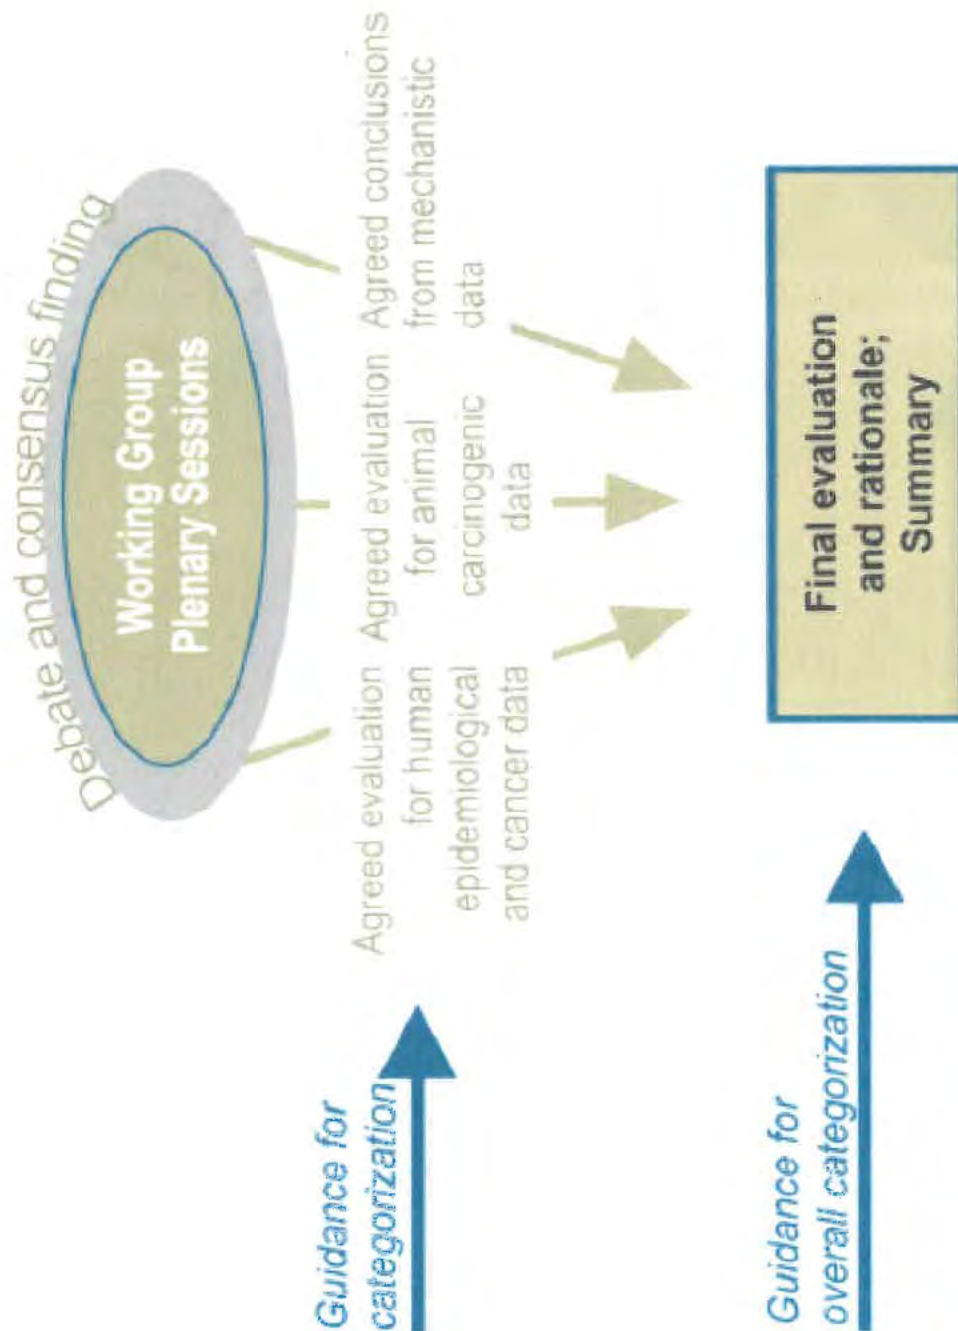 Debate and consensus finding
Working Group
Plenary Sessions
Guidance for
categorization
Agreed evaluation
for human
epidemiological
and cancer data
Agreed evaluation
for animal
carcinogenic
data
Agreed conclusions
from mechanistic
data
Guidance for
overall categorization
Final evaluation
and rationale;
Summary